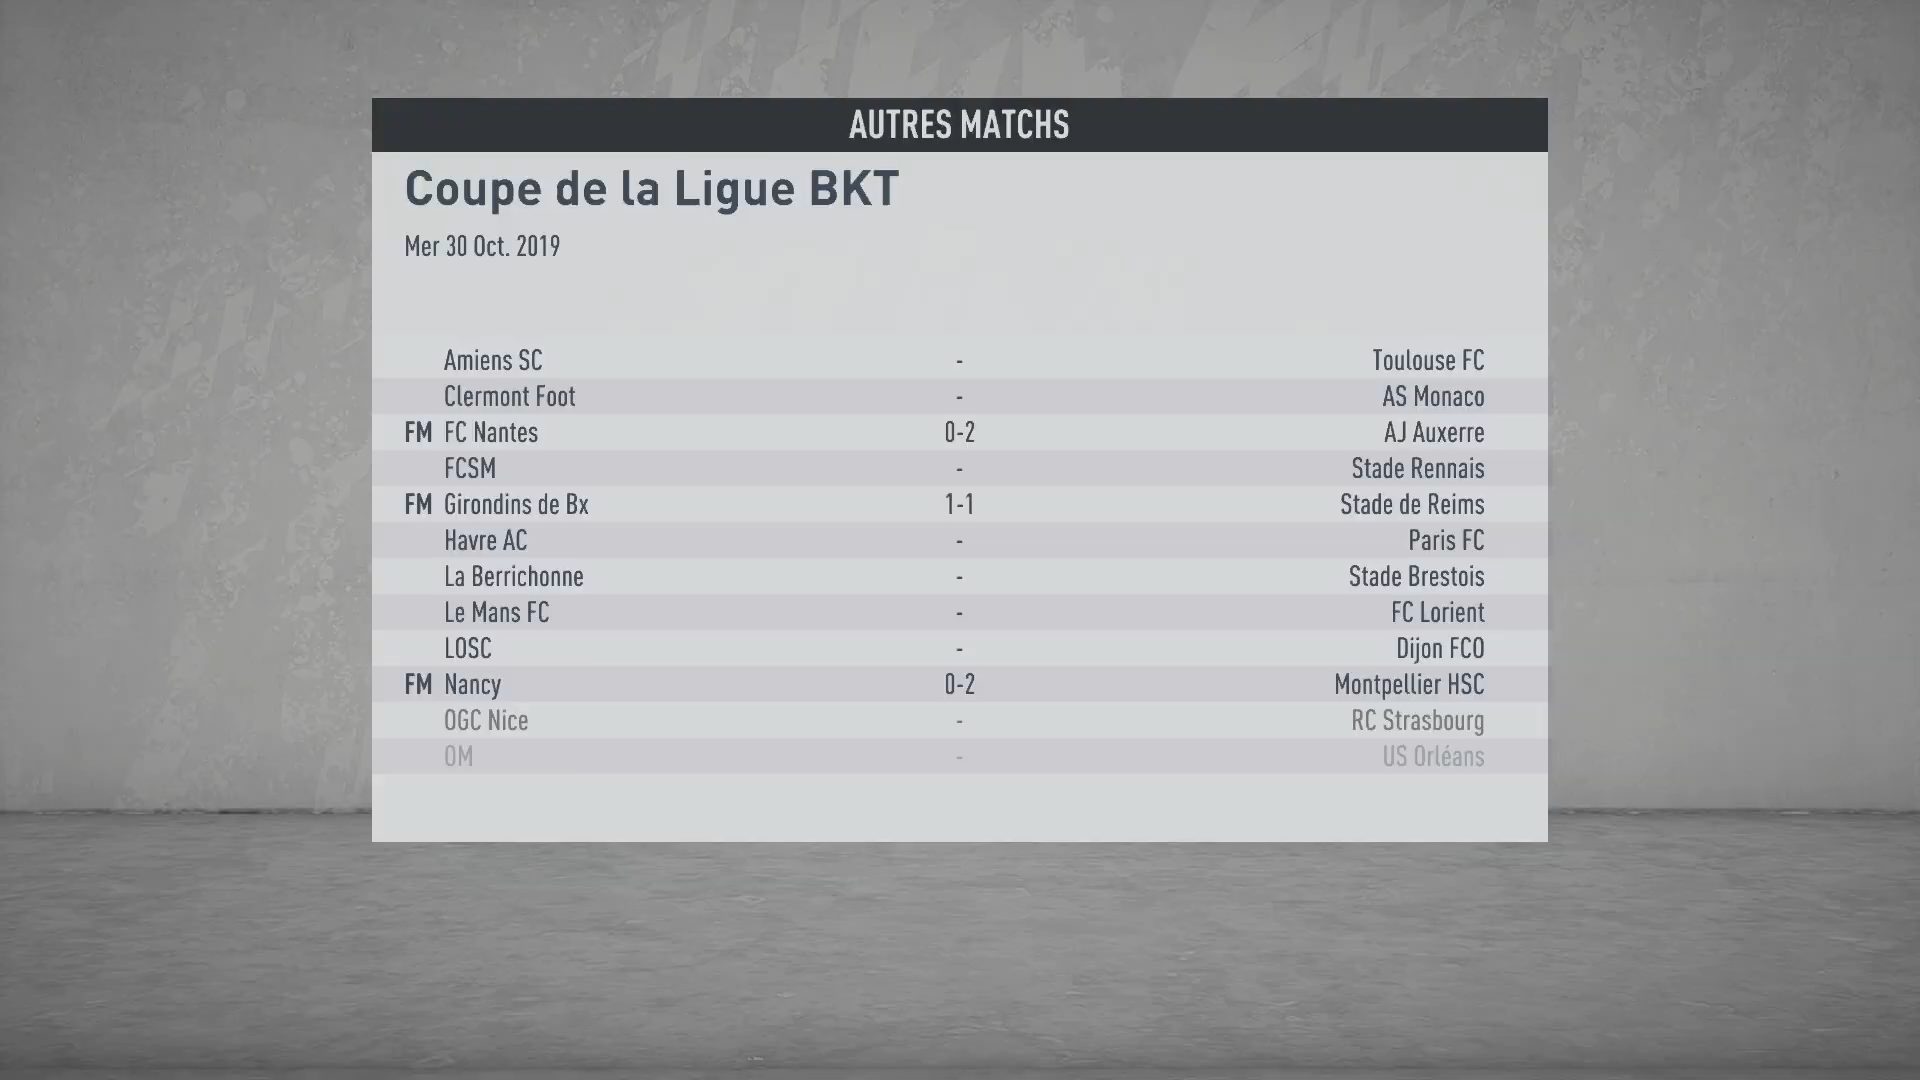 AUTRES MATCHS
Coupe de la Ligue BKT
Mer 30 Oct. 2019
Amiens SC - Toulouse FC
Clermont Foot - AS Monaco
FM FC Nantes 0-2 AJ Auxerre
FCSM - Stade Rennais
FM Girondins de Bx 1-1 Stade de Reims
Havre AC - Paris FC
La Berrichonne - Stade Brestois
Le Mans FC - FC Lorient
LOSC - Dijon FCO
FM Nancy 0-2 Montpellier HSC
OGC Nice - RC Strasbourg
OM - US Orléans